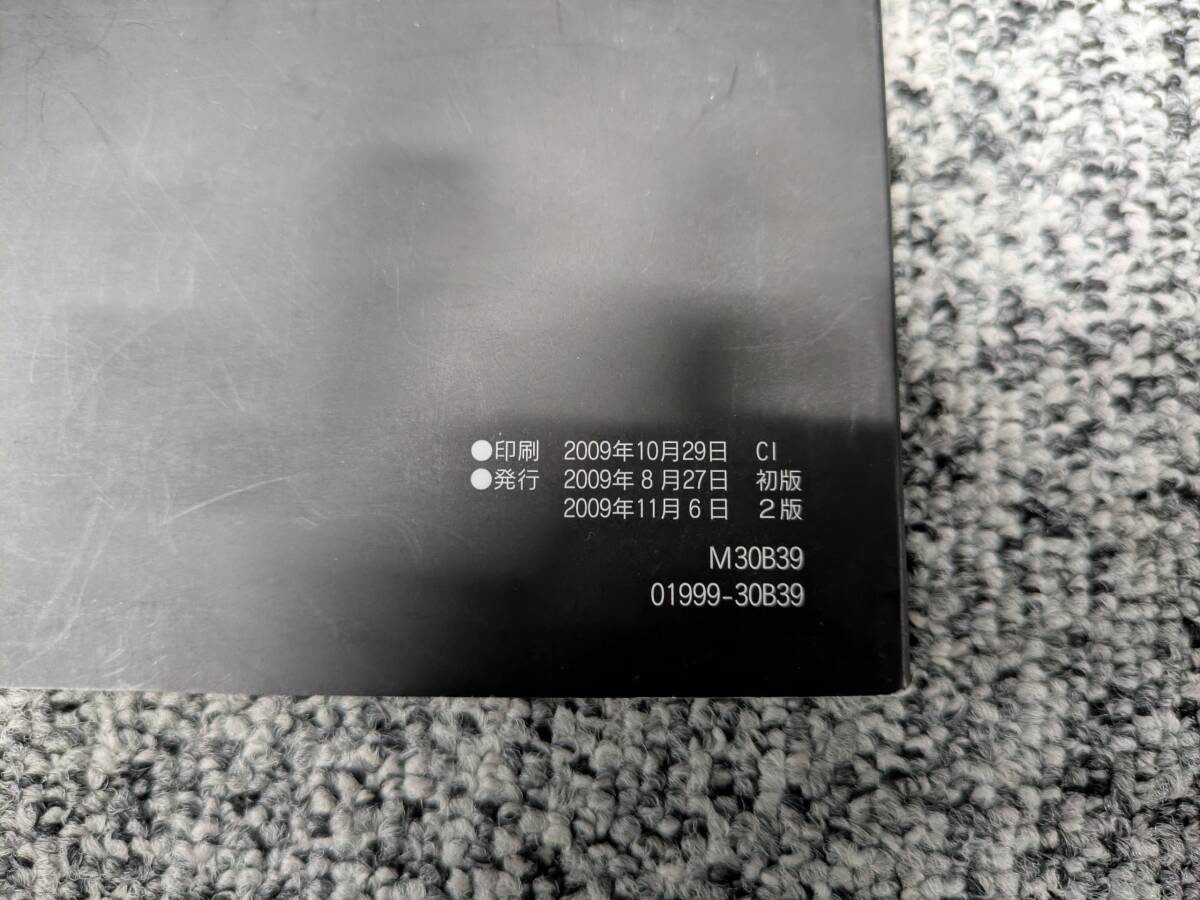 ●印刷 2009年10月29日 CI
●発行 2009年 8月27日 初版
2009年11月 6日 2版
M30B39
01999-30B39